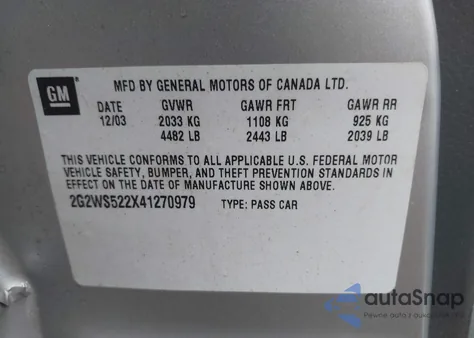 GM
MFD BY GENERAL MOTORS OF CANADA LTD.
DATE GVWR GAWR FRT GAWR RR
12/03 2033 KG 1108 KG 925 KG
4482 LB 2443 LB 2039 LB
THIS VEHICLE CONFORMS TO ALL APPLICABLE U.S. FEDERAL MOTOR
VEHICLE SAFETY, BUMPER, AND THEFT PREVENTION STANDARDS IN
EFFECT ON THE DATE OF MANUFACTURE SHOWN ABOVE.
2G2WS522X41270979 TYPE: PASS CAR
autoSnap
Pewne auta z aukcji